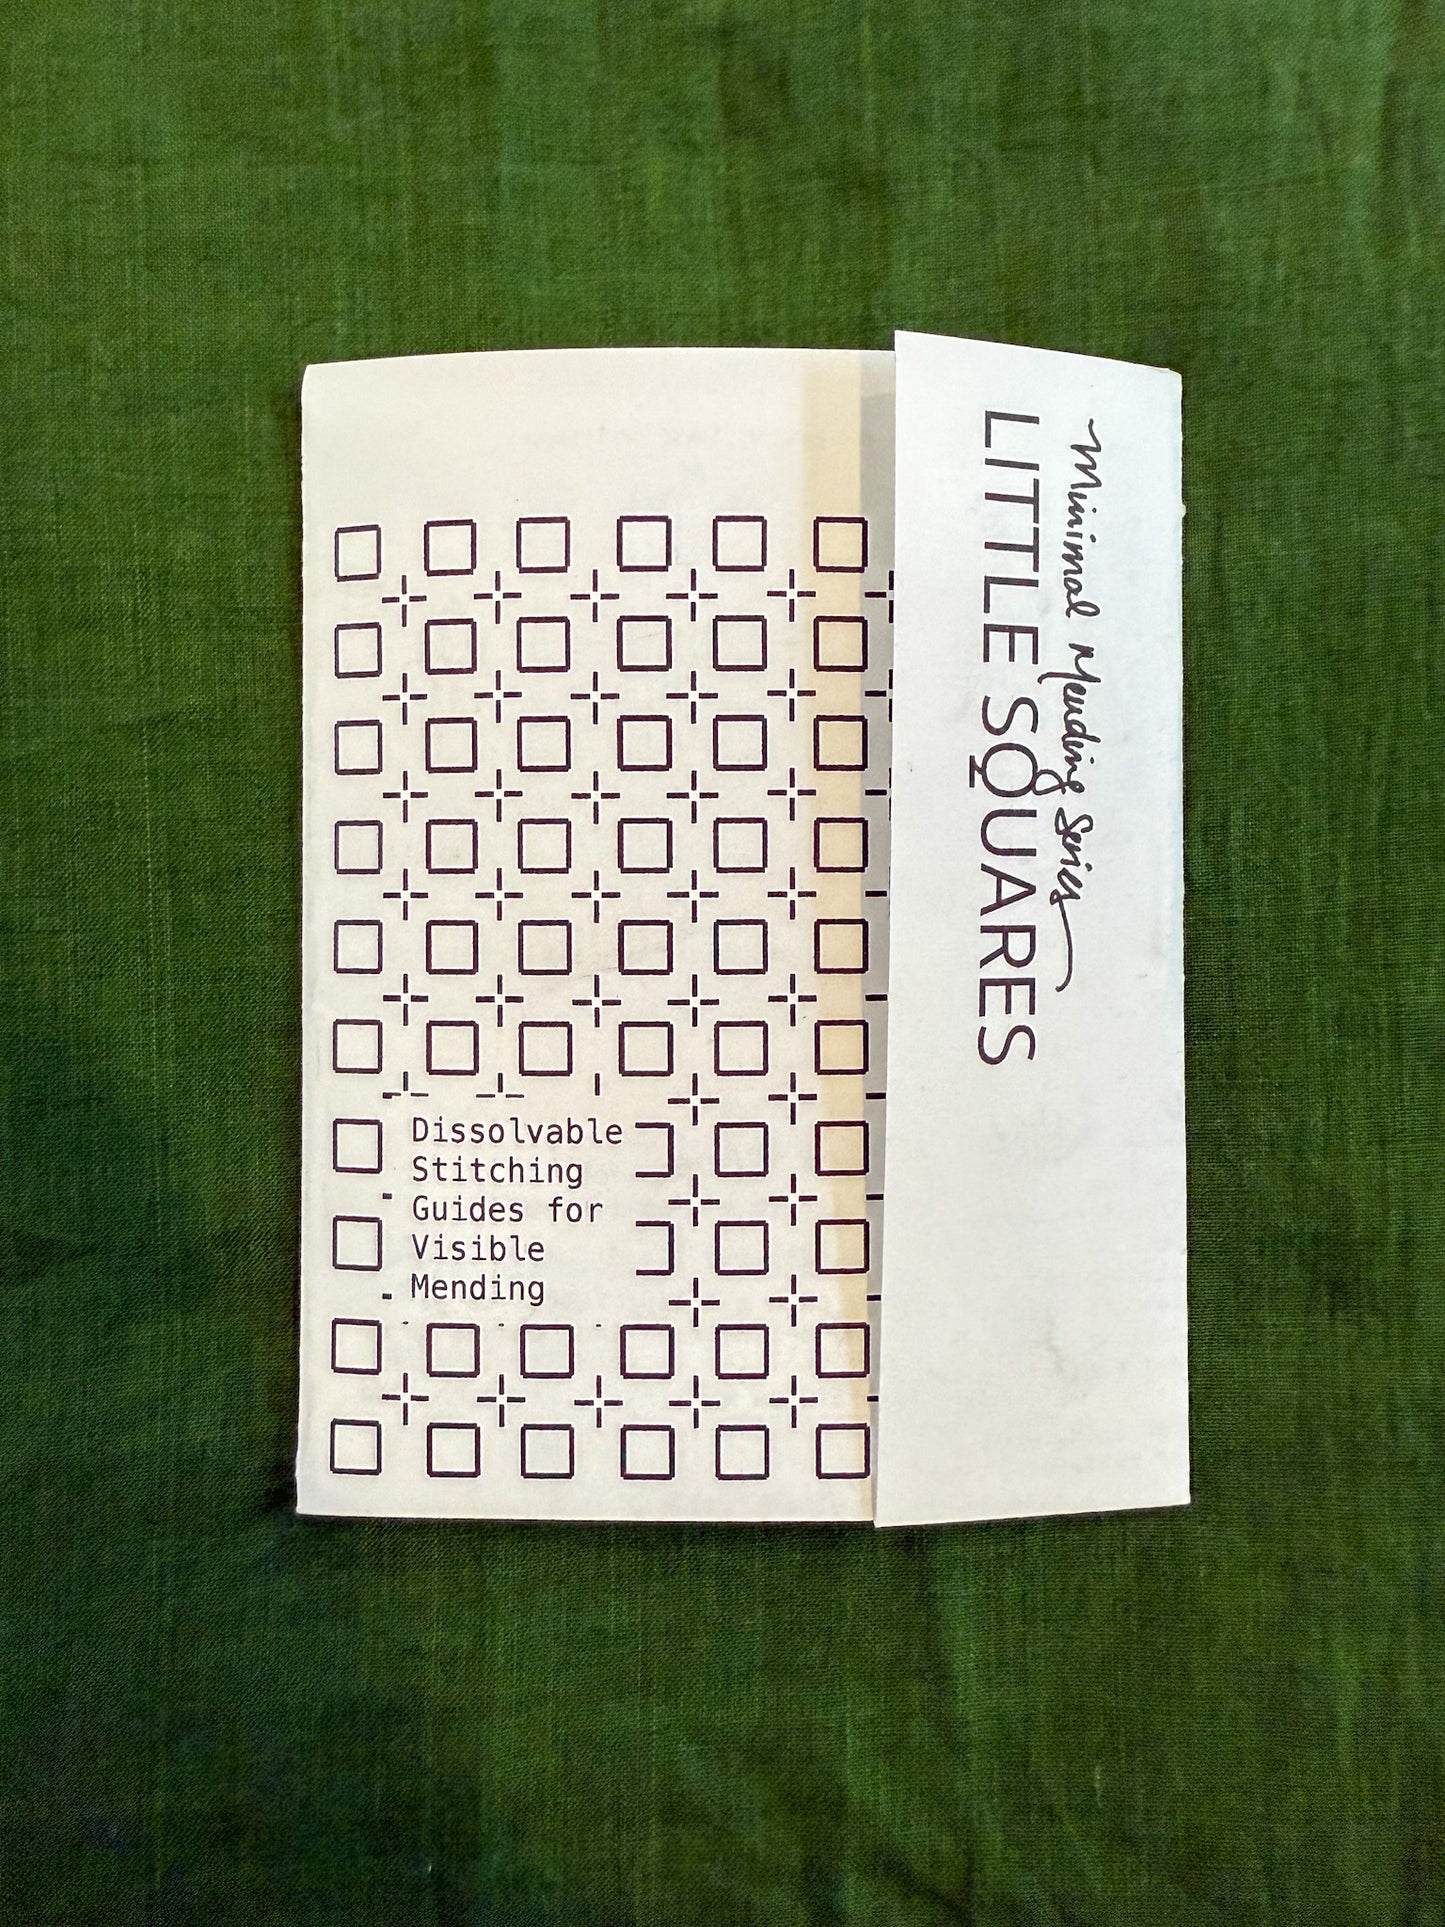 Minimal Mending Series
LITTLE SQUARES
Dissolvable
Stitching
Guides for
Visible
Mending